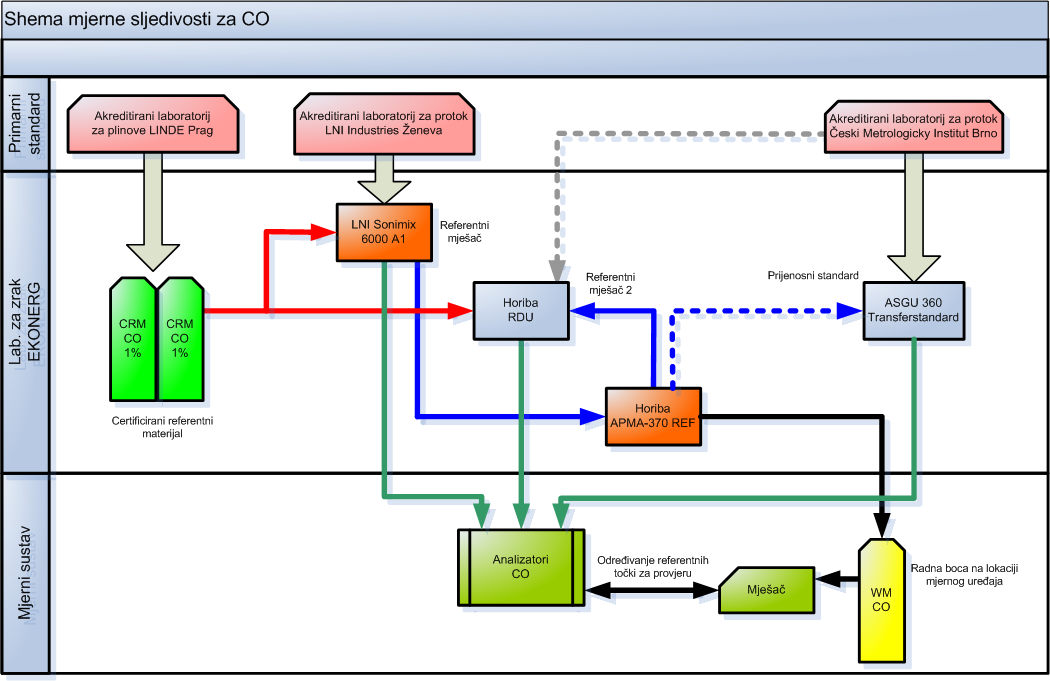 Shema mjerne sljedivosti za CO
Primarni
standard
Akreditirani laboratorij
za plinove LINDE Prag
Akreditirani laboratorij za protok
LNI Industries Ženeva
Akreditirani laboratorij za protok
Česki Metrologicky Institut Brno
Lab. za zrak
EKONERG
LNI Sonimix
6000 A1
Referentni
mješač
CRM
CO
1%
CRM
CO
1%
Certificirani referentni
materijal
Horiba
RDU
Referentni
mješač 2
Prijenosni standard
ASGU 360
Transferstandard
Horiba
APMA-370 REF
Mjerni sustav
Analizatori
CO
Određivanje referentnih
točki za provjeru
Mješač
WM
CO
Radna boca na lokaciji
mjernog uređaja